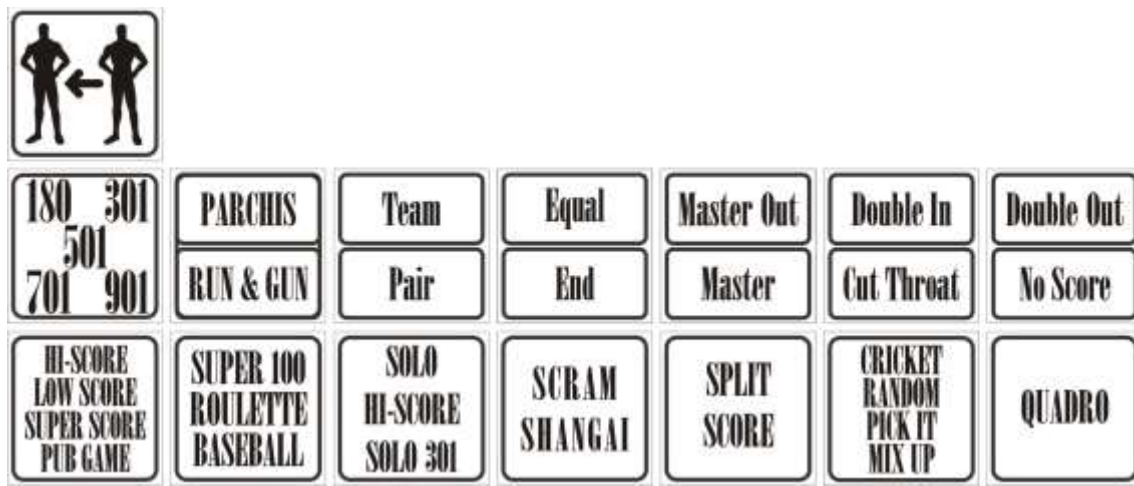 180 301
501
701 901
PARCHIS
RUN & GUN
Team
Pair
Equal
End
Master Out
Master
Double In
Cut Throat
Double Out
No Score
HI-SCORE
LOW SCORE
SUPER SCORE
PUB GAME
SUPER 100
ROULETTE
BASEBALL
SOLO
HI-SCORE
SOLO 301
SCRAM
SHANGAI
SPLIT
SCORE
CRICKET
RANDOM
PICK IT
MIX UP
QUADRO